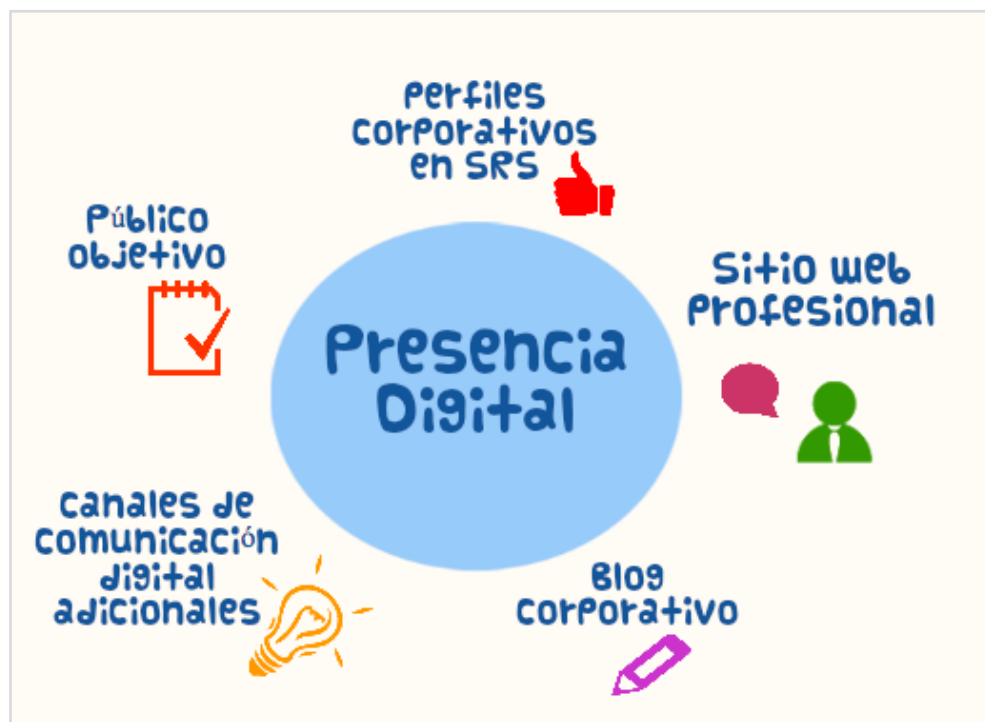 Perfiles
corporativos
en SRS
Público
objetivo
Sitio web
profesional
Presencia
Digital
Canales de
comunicación
digital
adicionales
Blog
corporativo